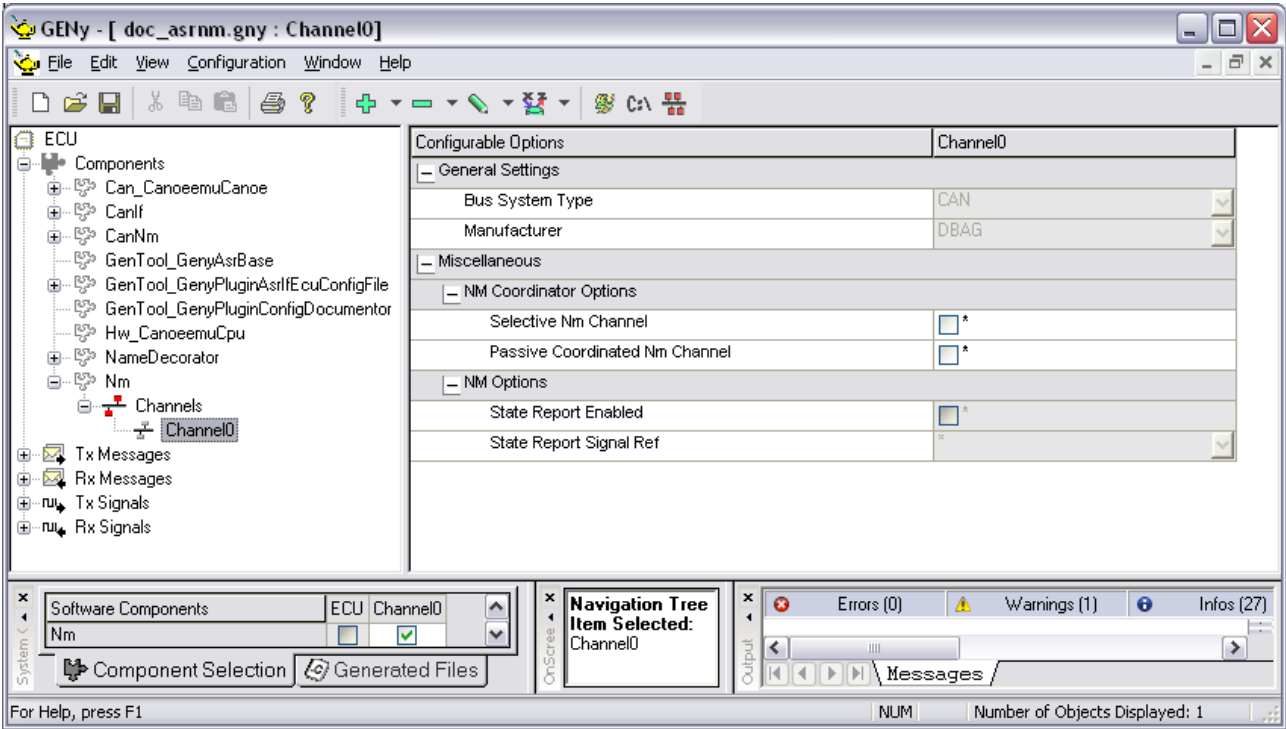 GENy - [ doc_asrnm.gny : Channel0]
File Edit View Configuration Window Help
C:\
ECU
Components
Can_CanoeemuCanoe
CanIf
CanNm
GenTool_GenyAsrBase
GenTool_GenyPluginAsrIfEcuConfigFile
GenTool_GenyPluginConfigDocumentor
Hw_CanoeemuCpu
NameDecorator
Nm
Channels
Channel0
Tx Messages
Rx Messages
Tx Signals
Rx Signals
Configurable Options Channel0
General Settings
Bus System Type CAN
Manufacturer DBAG
Miscellaneous
NM Coordinator Options
Selective Nm Channel *
Passive Coordinated Nm Channel *
NM Options
State Report Enabled *
State Report Signal Ref *
System C
Software Components ECU Channel0
Nm
Component Selection Generated Files
OnScree
Navigation Tree
Item Selected:
Channel0
Output
Errors (0) Warnings (1) Infos (27)
Messages
For Help, press F1 NUM Number of Objects Displayed: 1